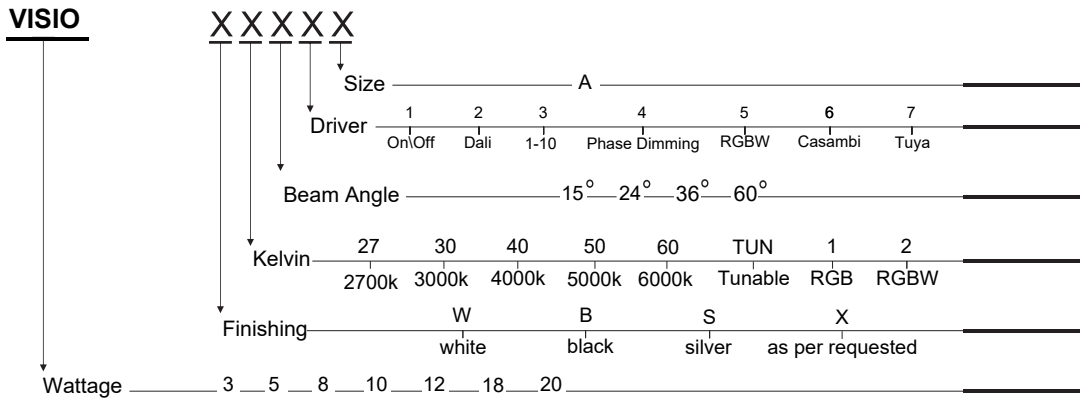 VISIO X X X X X
Size A
1 2 3 4 5 6 7
Driver
On\Off Dali 1-10 Phase Dimming RGBW Casambi Tuya
Beam Angle 15° 24° 36° 60°
27 30 40 50 60 TUN 1 2
Kelvin
2700k 3000k 4000k 5000k 6000k Tunable RGB RGBW
W B S X
Finishing
white black silver as per requested
Wattage 3 5 8 10 12 18 20